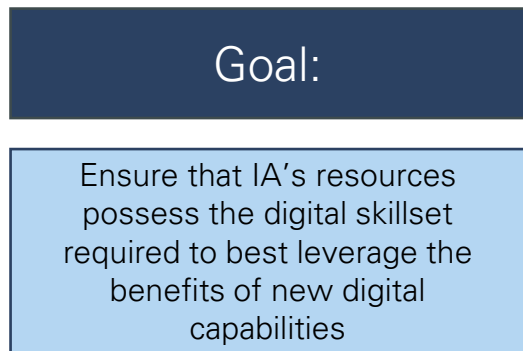 Goal:
Ensure that IA’s resources
possess the digital skillset
required to best leverage the
benefits of new digital
capabilities